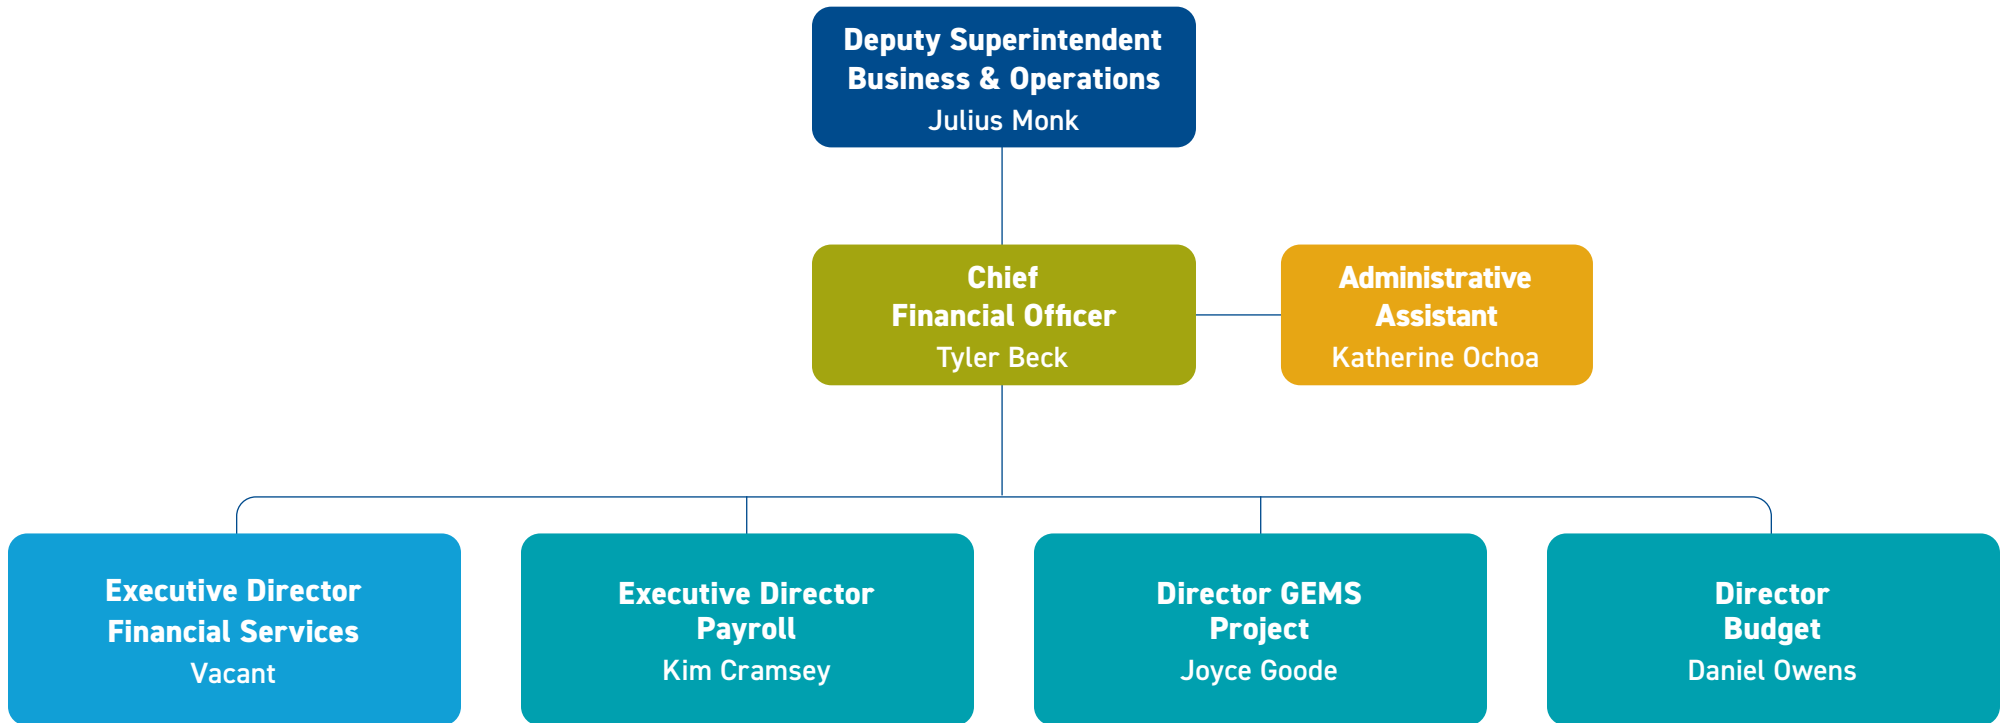 Deputy Superintendent
Business & Operations
Julius Monk
Chief
Financial Officer
Tyler Beck
Administrative
Assistant
Katherine Ochoa
Executive Director
Financial Services
Vacant
Executive Director
Payroll
Kim Cramsey
Director GEMS
Project
Joyce Goode
Director
Budget
Daniel Owens